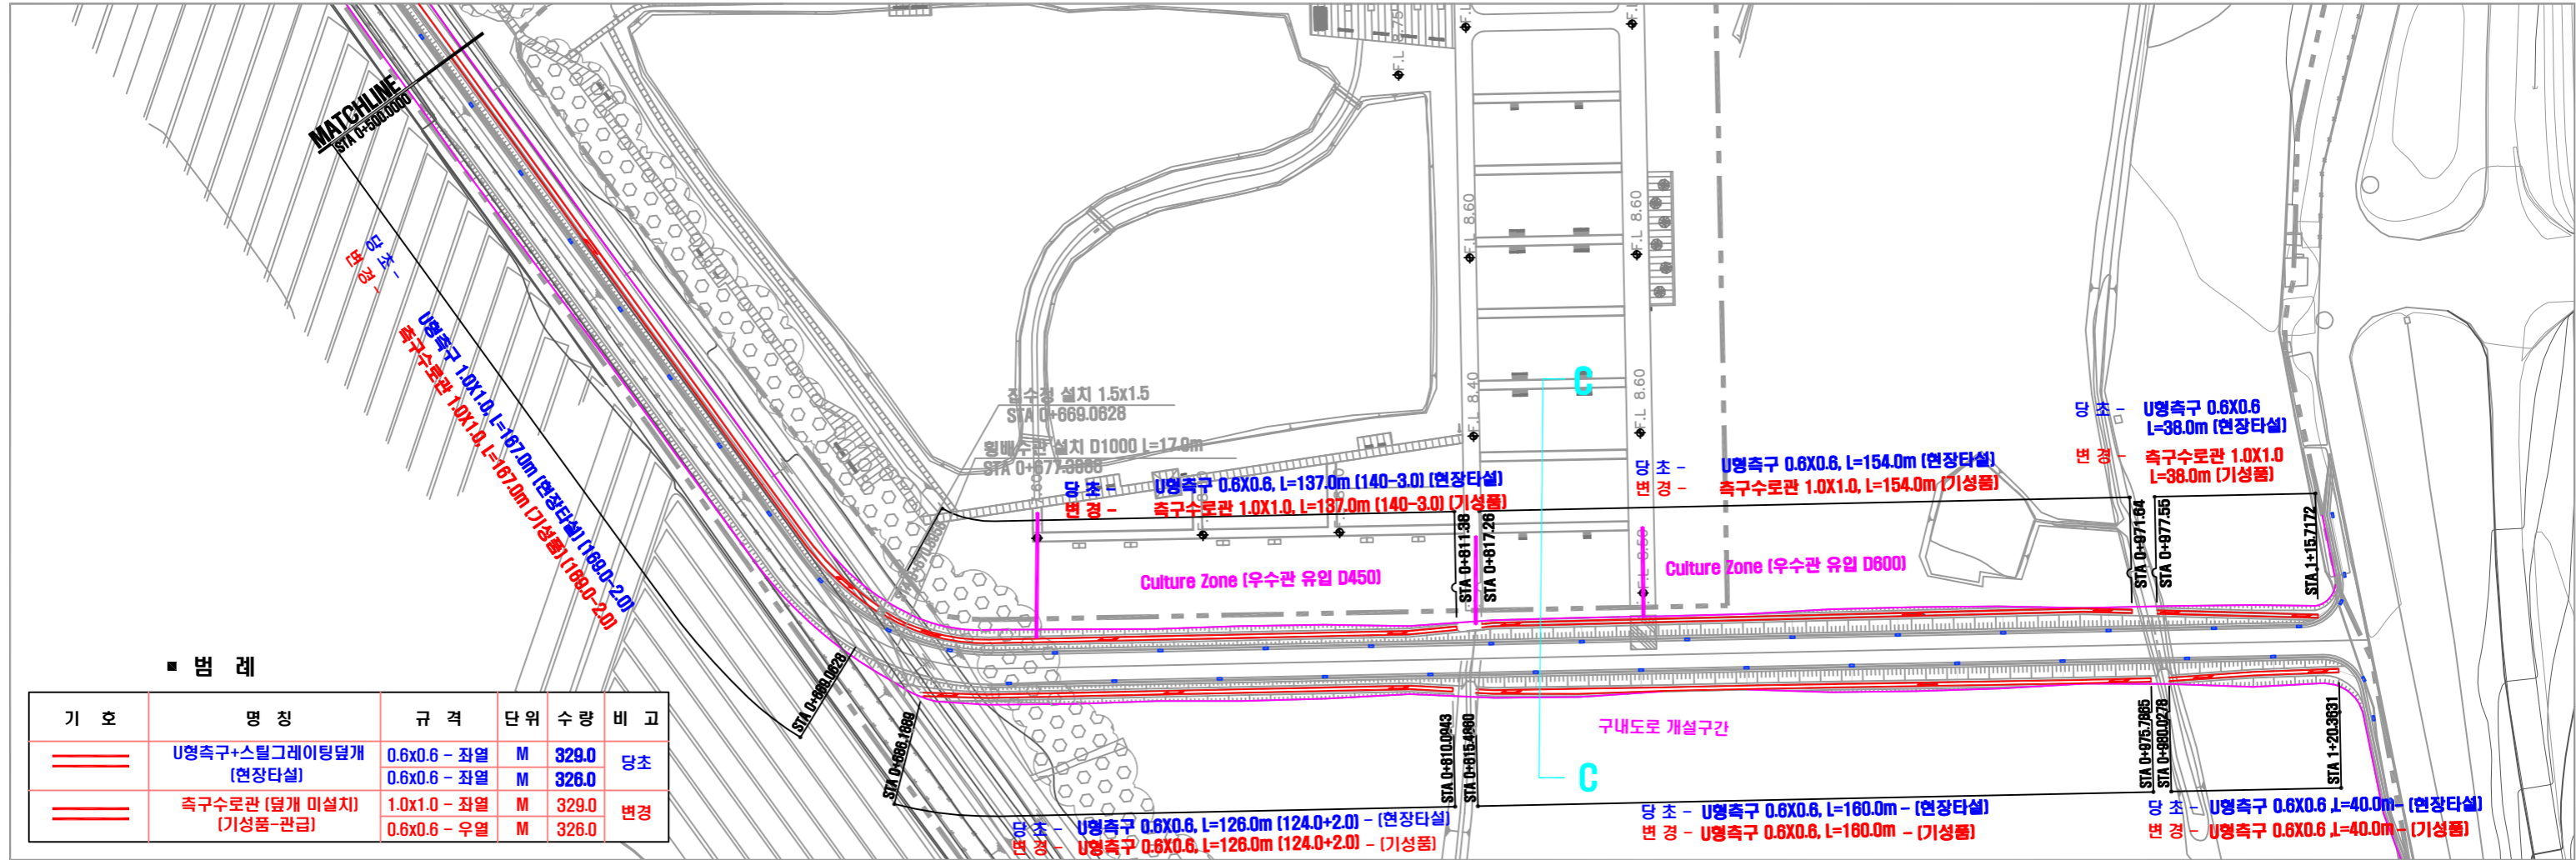 MATCHLINE
STA 0+500.0000
당 초 -
변 경 -
U형측구 1.0X1.0, L=167.0m (현장타설) (169.0-2.0)
측구수로관 1.0X1.0, L=167.0m (기성품) (169.0-2.0)
F.L 8.75
F.L
F.L
F.L 8.60
F.L 8.60
F.L 8.40
F.L 8.60
F.L 8.60
집수정 설치 1.5x1.5
STA 0+669.0628
횡배수관 설치 D1000 L=17.0m
당 초 - U형측구 0.6X0.6, L=137.0m (140-3.0) (현장타설)
변 경 - 측구수로관 1.0X1.0, L=137.0m (140-3.0) (기성품)
당 초 - U형측구 0.6X0.6, L=154.0m (현장타설)
변 경 - 측구수로관 1.0X1.0, L=154.0m (기성품)
당 초 - U형측구 0.6X0.6
L=38.0m (현장타설)
변 경 - 측구수로관 1.0X1.0
L=38.0m (기성품)
C
Culture Zone (우수관 유입 D450)
Culture Zone (우수관 유입 D600)
STA 0+811.38
STA 0+817.26
STA 0+971.64
STA 0+977.55
STA 1+15.7172
STA 0+669.0628
STA 0+686.1889
STA 0+810.0943
STA 0+815.4860
STA 0+975.7865
STA 0+980.0278
STA 1+20.3631
구내도로 개설구간
C
당 초 - U형측구 0.6X0.6, L=126.0m (124.0+2.0) - (현장타설)
변 경 - U형측구 0.6X0.6, L=126.0m (124.0+2.0) - (기성품)
당 초 - U형측구 0.6X0.6, L=160.0m - (현장타설)
변 경 - U형측구 0.6X0.6, L=160.0m - (기성품)
당 초 - U형측구 0.6X0.6 ,L=40.0m - (현장타설)
변 경 - U형측구 0.6X0.6 ,L=40.0m - (기성품)
■ 범 례
기 호 명 칭 규 격 단 위 수 량 비 고
U형측구+스틸그레이팅덮개 0.6x0.6 - 좌열 M 329.0 당초
(현장타설) 0.6x0.6 - 좌열 M 326.0
측구수로관 (덮개 미설치) 1.0x1.0 - 좌열 M 329.0 변경
(기성품-관급) 0.6x0.6 - 우열 M 326.0